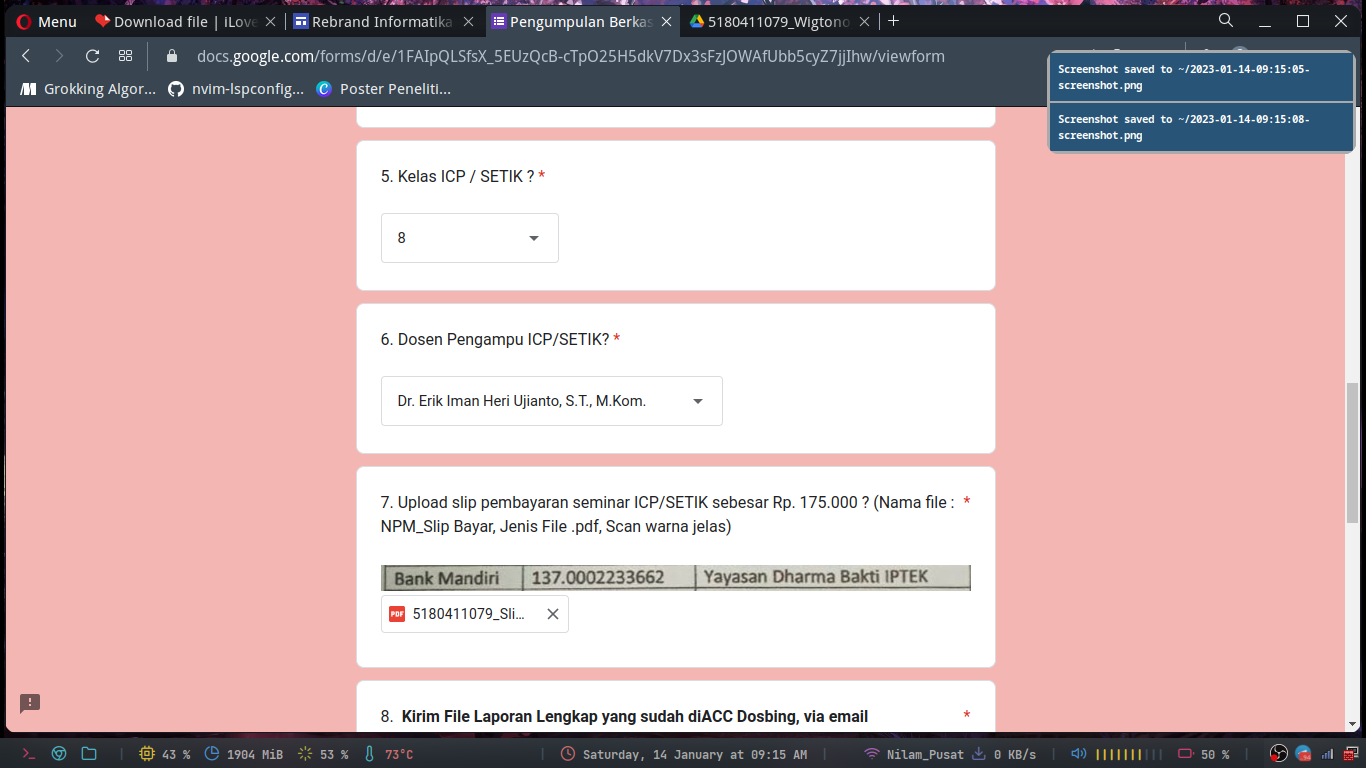 Menu
Download file | iLove
Rebrand Informatika
Pengumpulan Berkas
5180411079_Wigtono
docs.google.com/forms/d/e/1FAIpQLSfsX_5EUzQcB-cTpO25H5dkV7Dx3sFzJOWAfUbb5cyZ7jjIhw/viewform
Grokking Algor...
nvim-lspconfig...
Poster Peneliti...
Screenshot saved to ~/2023-01-14-09:15:05-
screenshot.png
Screenshot saved to ~/2023-01-14-09:15:08-
screenshot.png
5. Kelas ICP / SETIK ? *
8
6. Dosen Pengampu ICP/SETIK? *
Dr. Erik Iman Heri Ujianto, S.T., M.Kom.
7. Upload slip pembayaran seminar ICP/SETIK sebesar Rp. 175.000 ? (Nama file : *
NPM_Slip Bayar, Jenis File .pdf, Scan warna jelas)
Bank Mandiri 137.0002233662 Yayasan Dharma Bakti IPTEK
PDF 5180411079_Sli...
8. Kirim File Laporan Lengkap yang sudah diACC Dosbing, via email *
43 % 1904 MiB 53 % 73°C Saturday, 14 January at 09:15 AM Nilam_Pusat 0 KB/s 50 %